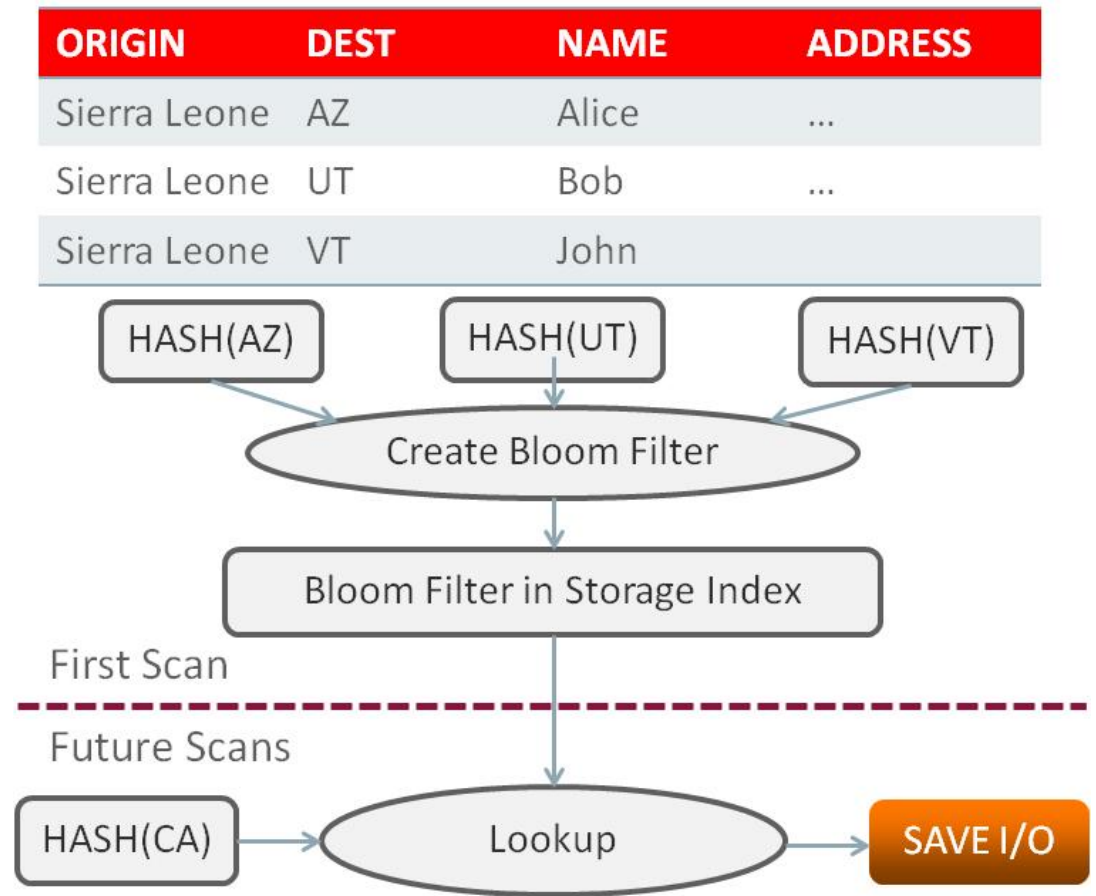 ORIGIN DEST NAME ADDRESS
Sierra Leone AZ Alice ...
Sierra Leone UT Bob ...
Sierra Leone VT John
HASH(AZ) HASH(UT) HASH(VT)
Create Bloom Filter
Bloom Filter in Storage Index
First Scan
Future Scans
HASH(CA) Lookup SAVE I/O